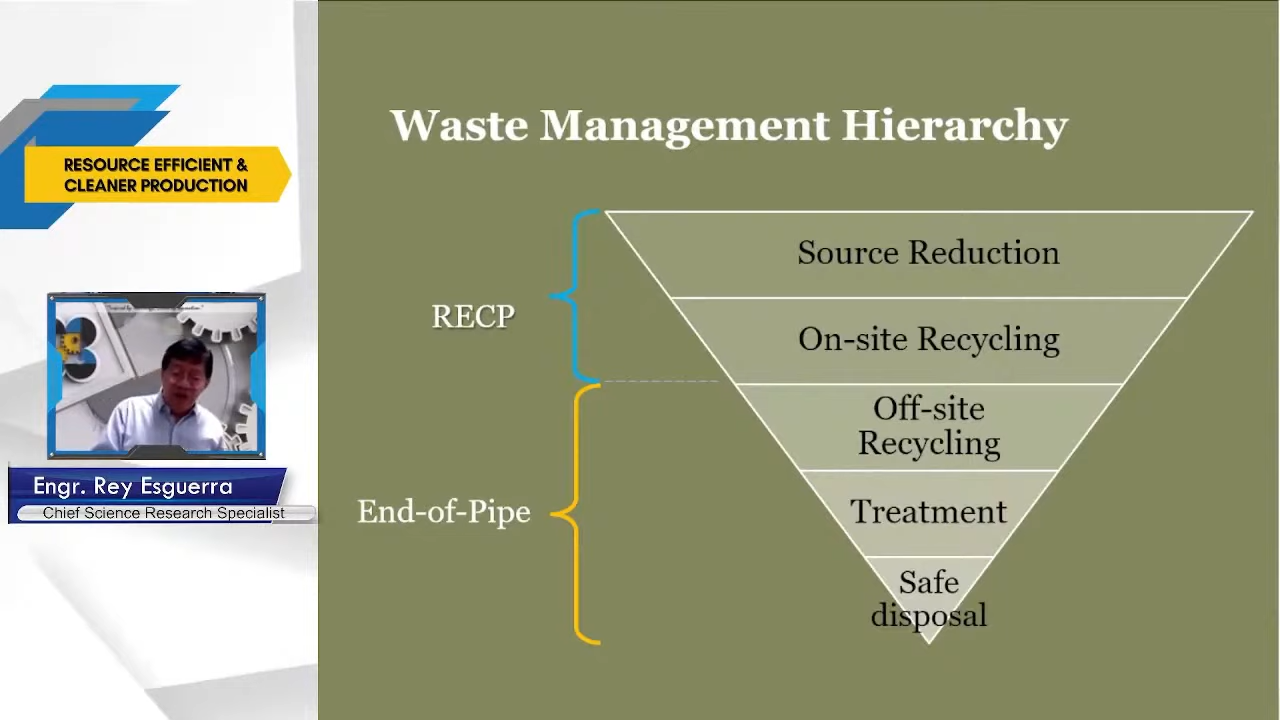 RESOURCE EFFICIENT &
CLEANER PRODUCTION
Engr. Rey Esguerra
Chief Science Research Specialist
Waste Management Hierarchy
RECP
End-of-Pipe
Source Reduction
On-site Recycling
Off-site
Recycling
Treatment
Safe
disposal